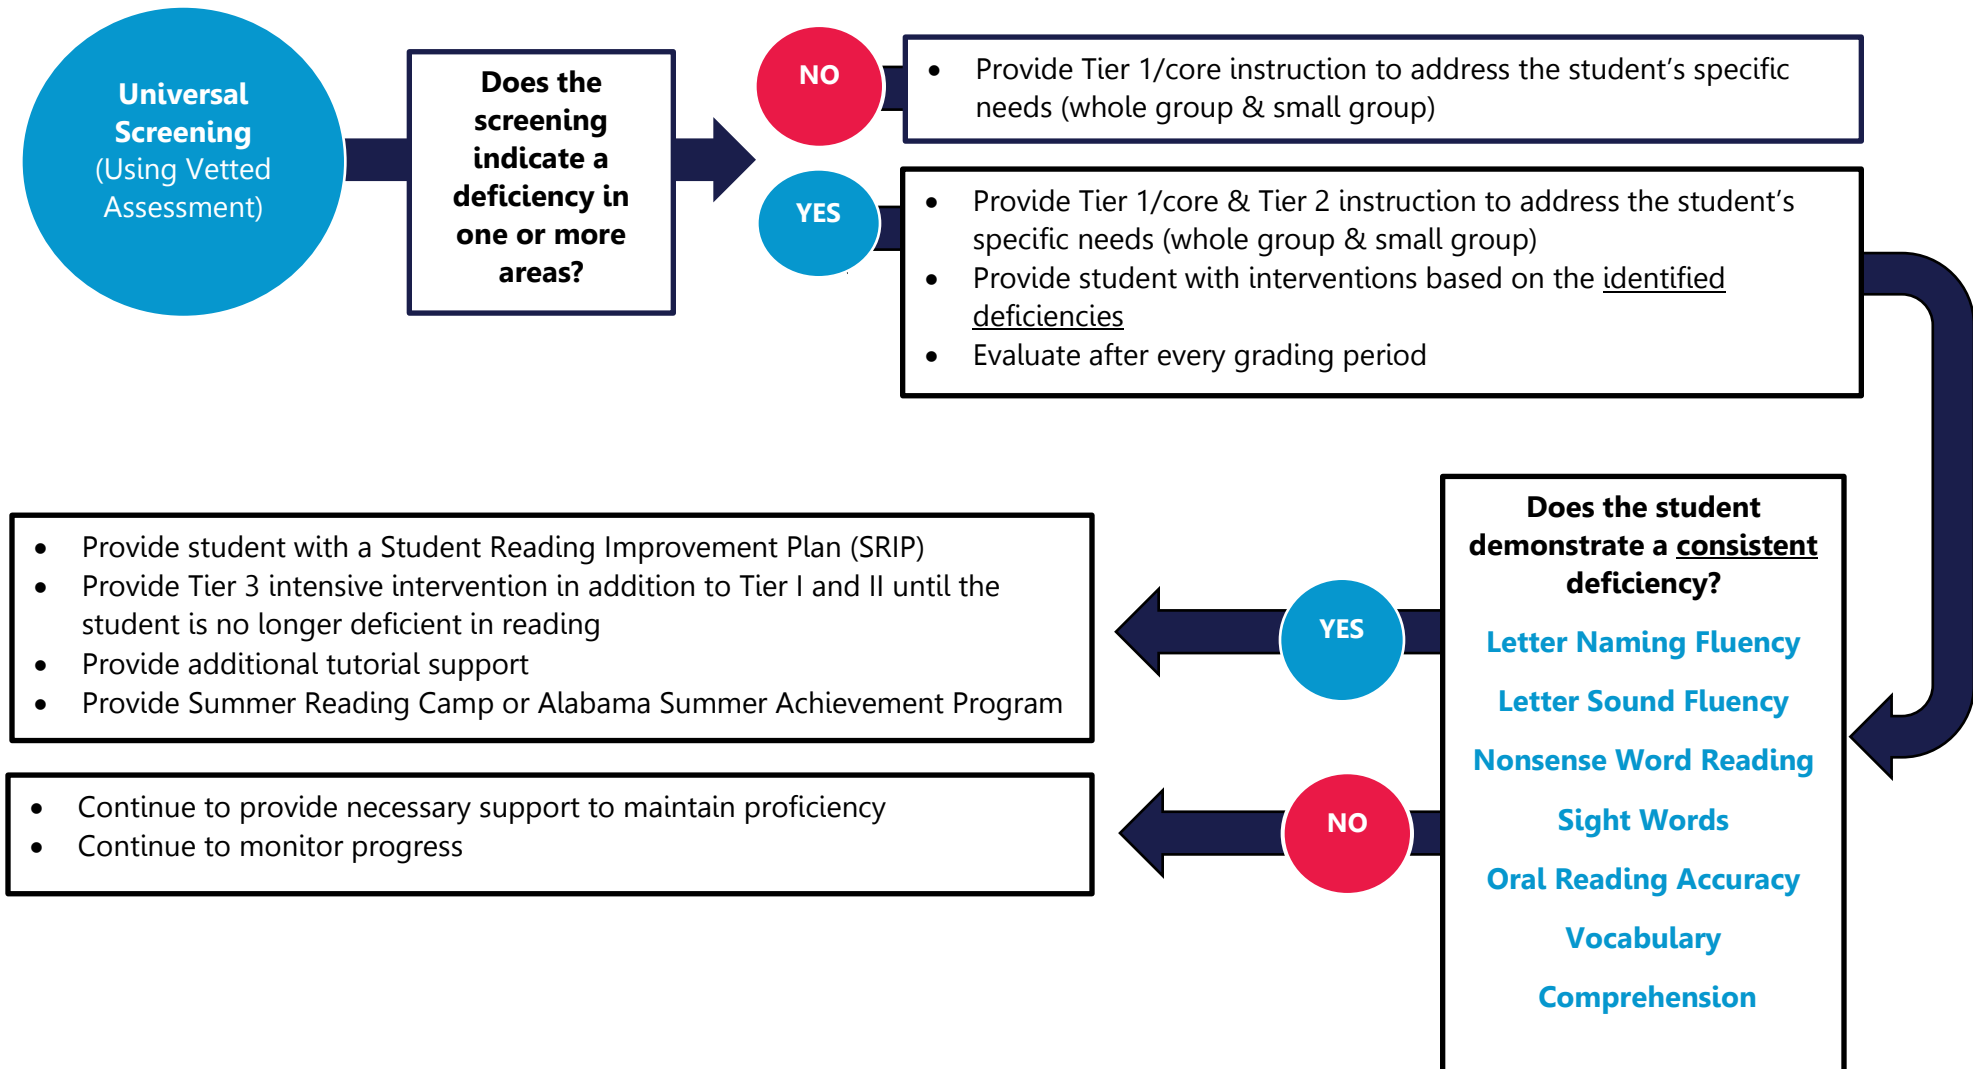 Universal
Screening
(Using Vetted
Assessment)
Does the
screening
indicate a
deficiency in
one or more
areas?
NO
• Provide Tier 1/core instruction to address the student’s specific
needs (whole group & small group)
YES
• Provide Tier 1/core & Tier 2 instruction to address the student’s
specific needs (whole group & small group)
• Provide student with interventions based on the identified
deficiencies
• Evaluate after every grading period
Does the student
demonstrate a consistent
deficiency?
Letter Naming Fluency
Letter Sound Fluency
Nonsense Word Reading
Sight Words
Oral Reading Accuracy
Vocabulary
Comprehension
YES
• Provide student with a Student Reading Improvement Plan (SRIP)
• Provide Tier 3 intensive intervention in addition to Tier I and II until the
student is no longer deficient in reading
• Provide additional tutorial support
• Provide Summer Reading Camp or Alabama Summer Achievement Program
NO
• Continue to provide necessary support to maintain proficiency
• Continue to monitor progress